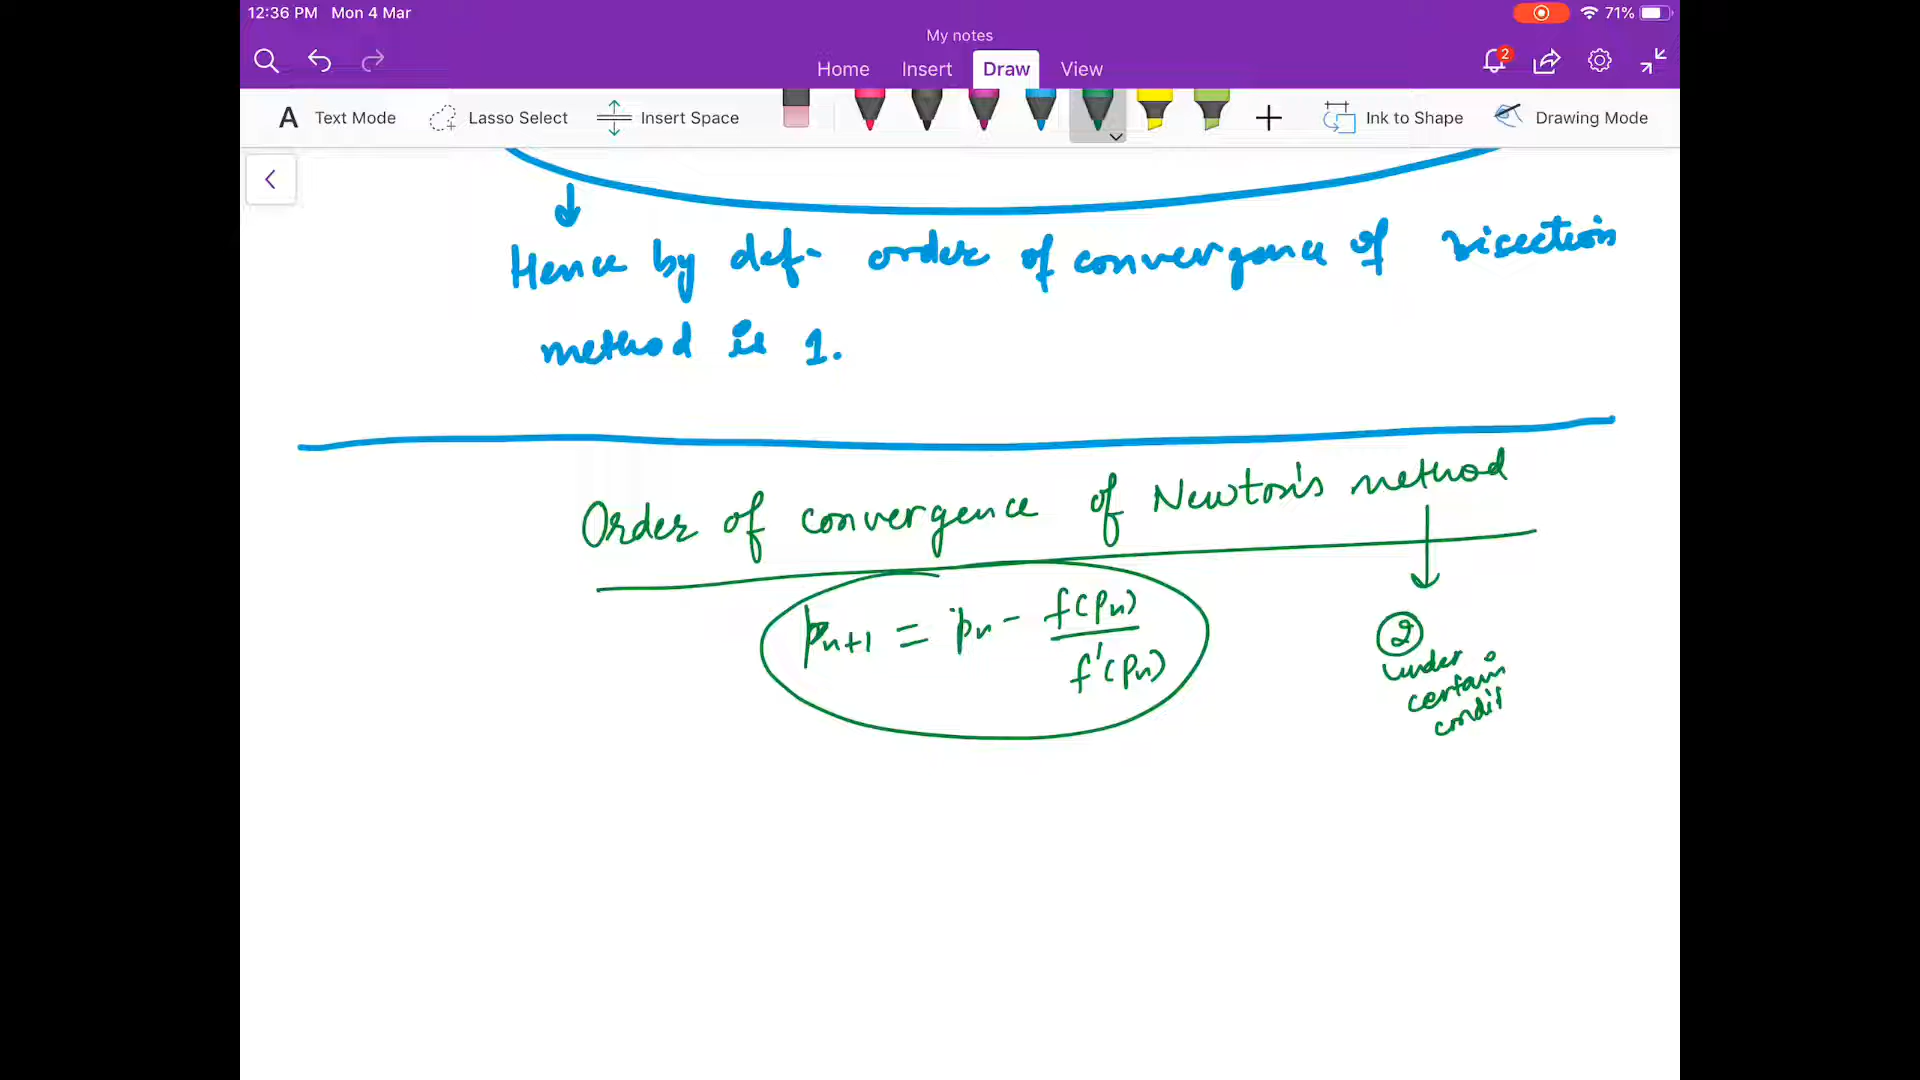 12:36 PM Mon 4 Mar
71%
My notes
Home Insert Draw View
2
A Text Mode Lasso Select Insert Space Ink to Shape Drawing Mode
Hence by def- order of convergence of bisection
method is 1.
Order of convergence of Newton's method
pn+1 = pn - f(pn) / f'(pn)
2
under
certain
condi